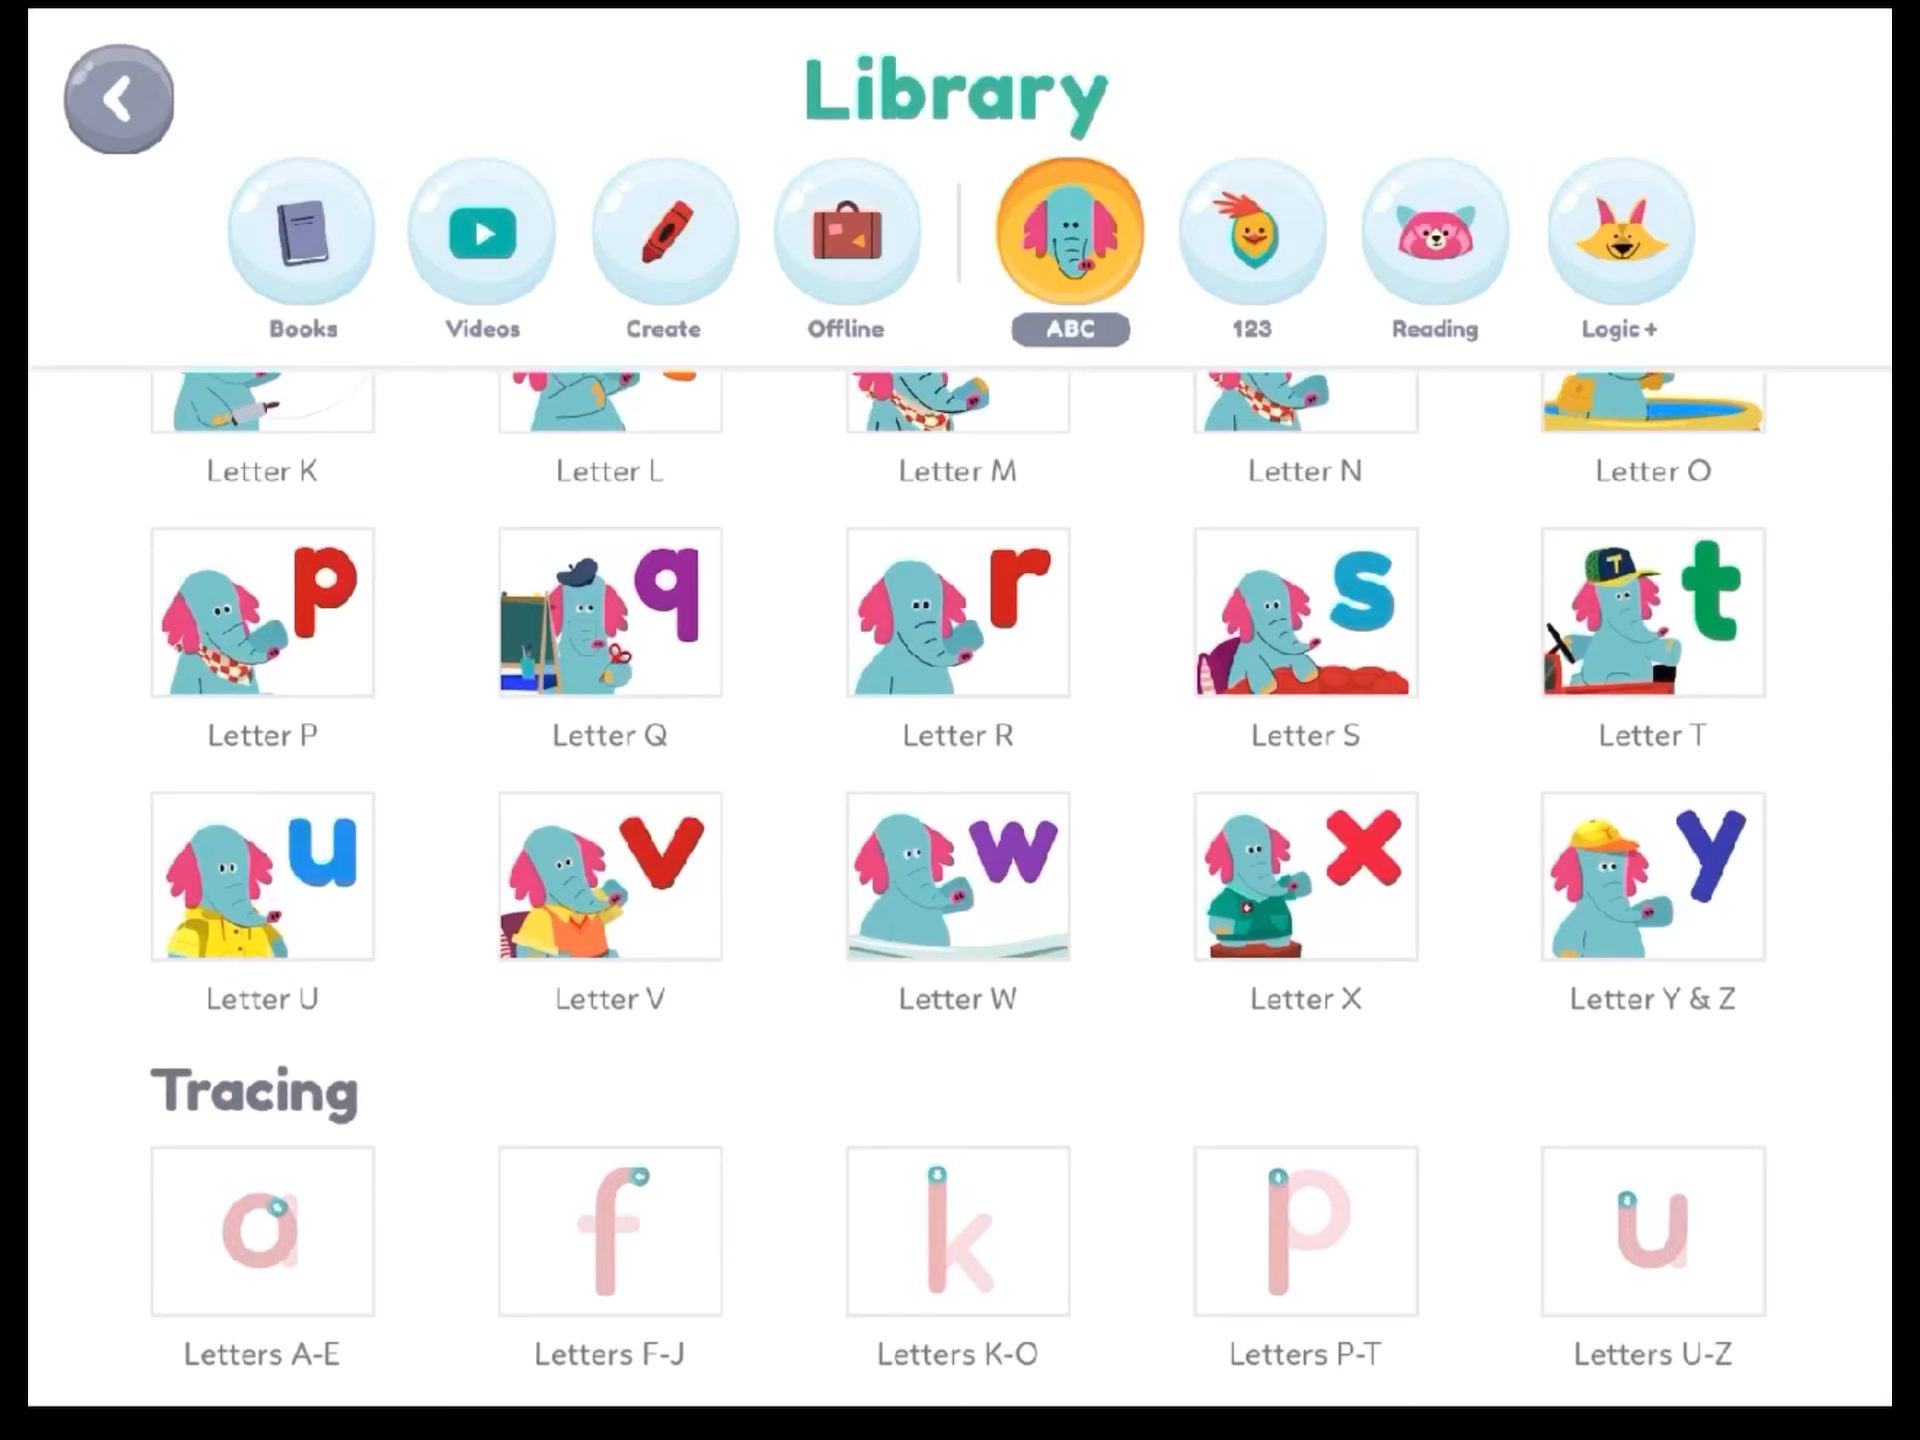 Library
Books Videos Create Offline ABC 123 Reading Logic+
Letter K Letter L Letter M Letter N Letter O
p q r T s t
Letter P Letter Q Letter R Letter S Letter T
u v w x y
Letter U Letter V Letter W Letter X Letter Y & Z
Tracing
a f k p u
Letters A-E Letters F-J Letters K-O Letters P-T Letters U-Z